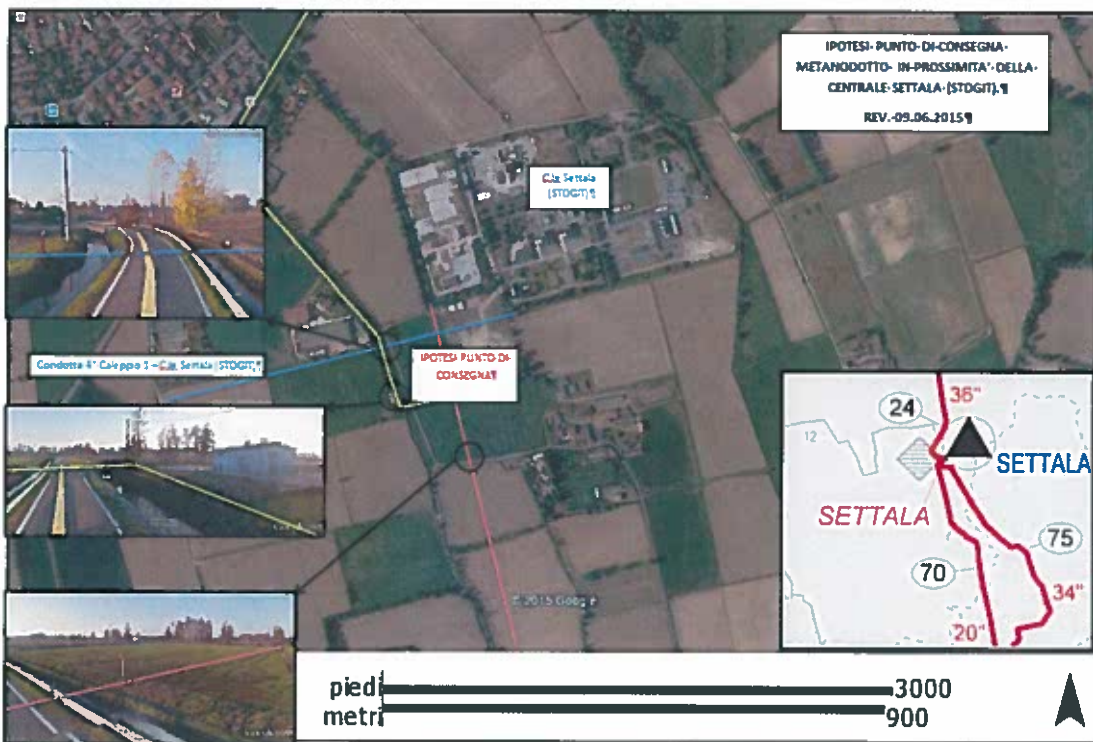 IPOTESI·PUNTO·DI·CONSEGNA·
METANODOTTO··IN·PROSSIMITA'·DELLA·
CENTRALE·SETTALA·(STOGIT).¶
REV.·09.06.2015¶
C.le Settala
(STOGIT)¶
Condotta 4" Caleppo 1 – C.le Settala (STOGIT)¶
IPOTESI·PUNTO·DI·
CONSEGNA¶
36"
24
12
SETTALA
SETTALA
75
70
34"
20"
© 2015 Google
piedi 3000
metri 900